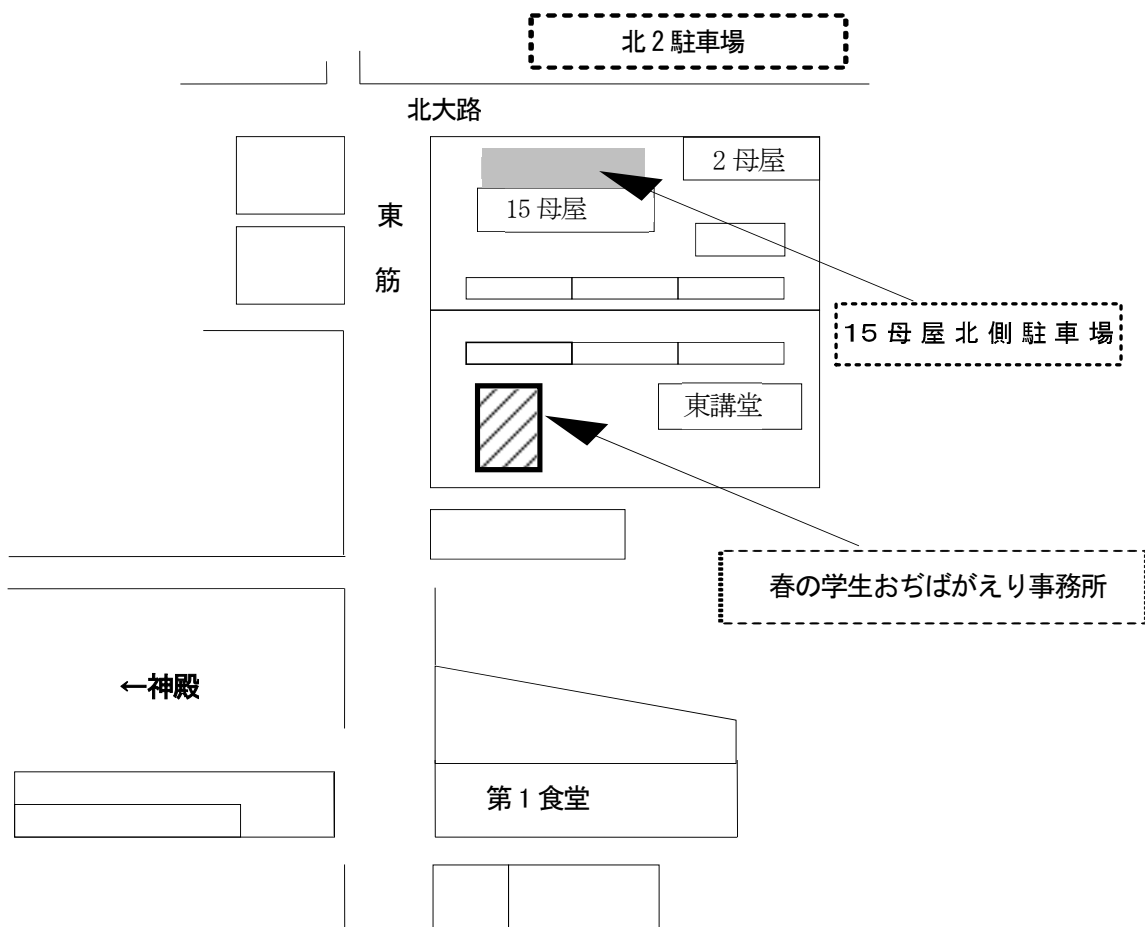 北2駐車場
北大路
2母屋
15母屋
東
筋
15母屋北側駐車場
東講堂
春の学生おぢばがえり事務所
←神殿
第1食堂